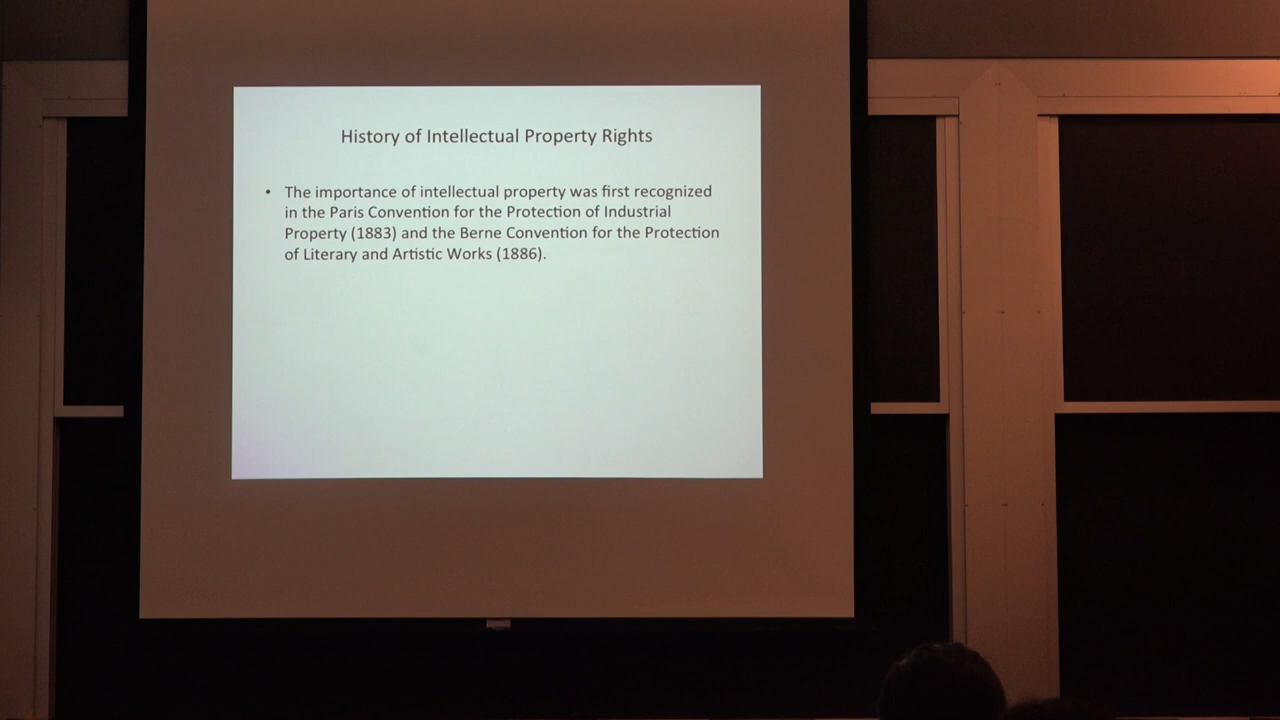 History of Intellectual Property Rights
• The importance of intellectual property was first recognized
in the Paris Convention for the Protection of Industrial
Property (1883) and the Berne Convention for the Protection
of Literary and Artistic Works (1886).